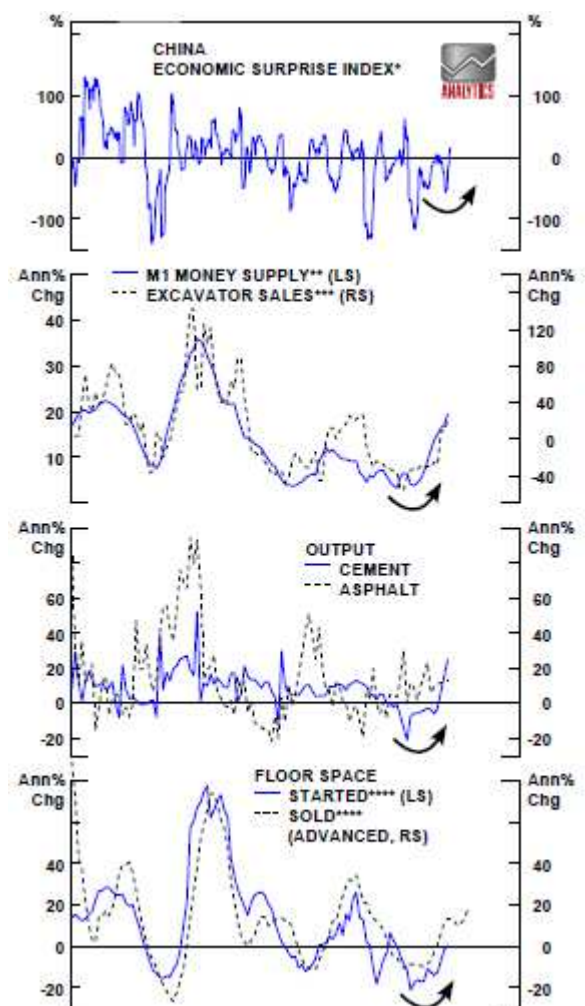 % %
CHINA
ECONOMIC SURPRISE INDEX*
ANALYTICS
100 100
0 0
-100 -100
Ann% Ann%
Chg Chg
M1 MONEY SUPPLY** (LS)
EXCAVATOR SALES*** (RS)
40 120
30 80
20 40
0
10 -40
Ann% Ann%
Chg Chg
OUTPUT
CEMENT
ASPHALT
60 60
40 40
20 20
0 0
-20 -20
Ann% Ann%
Chg Chg
FLOOR SPACE
STARTED**** (LS)
SOLD****
(ADVANCED, RS)
40 40
20 20
0 0
-20 -20